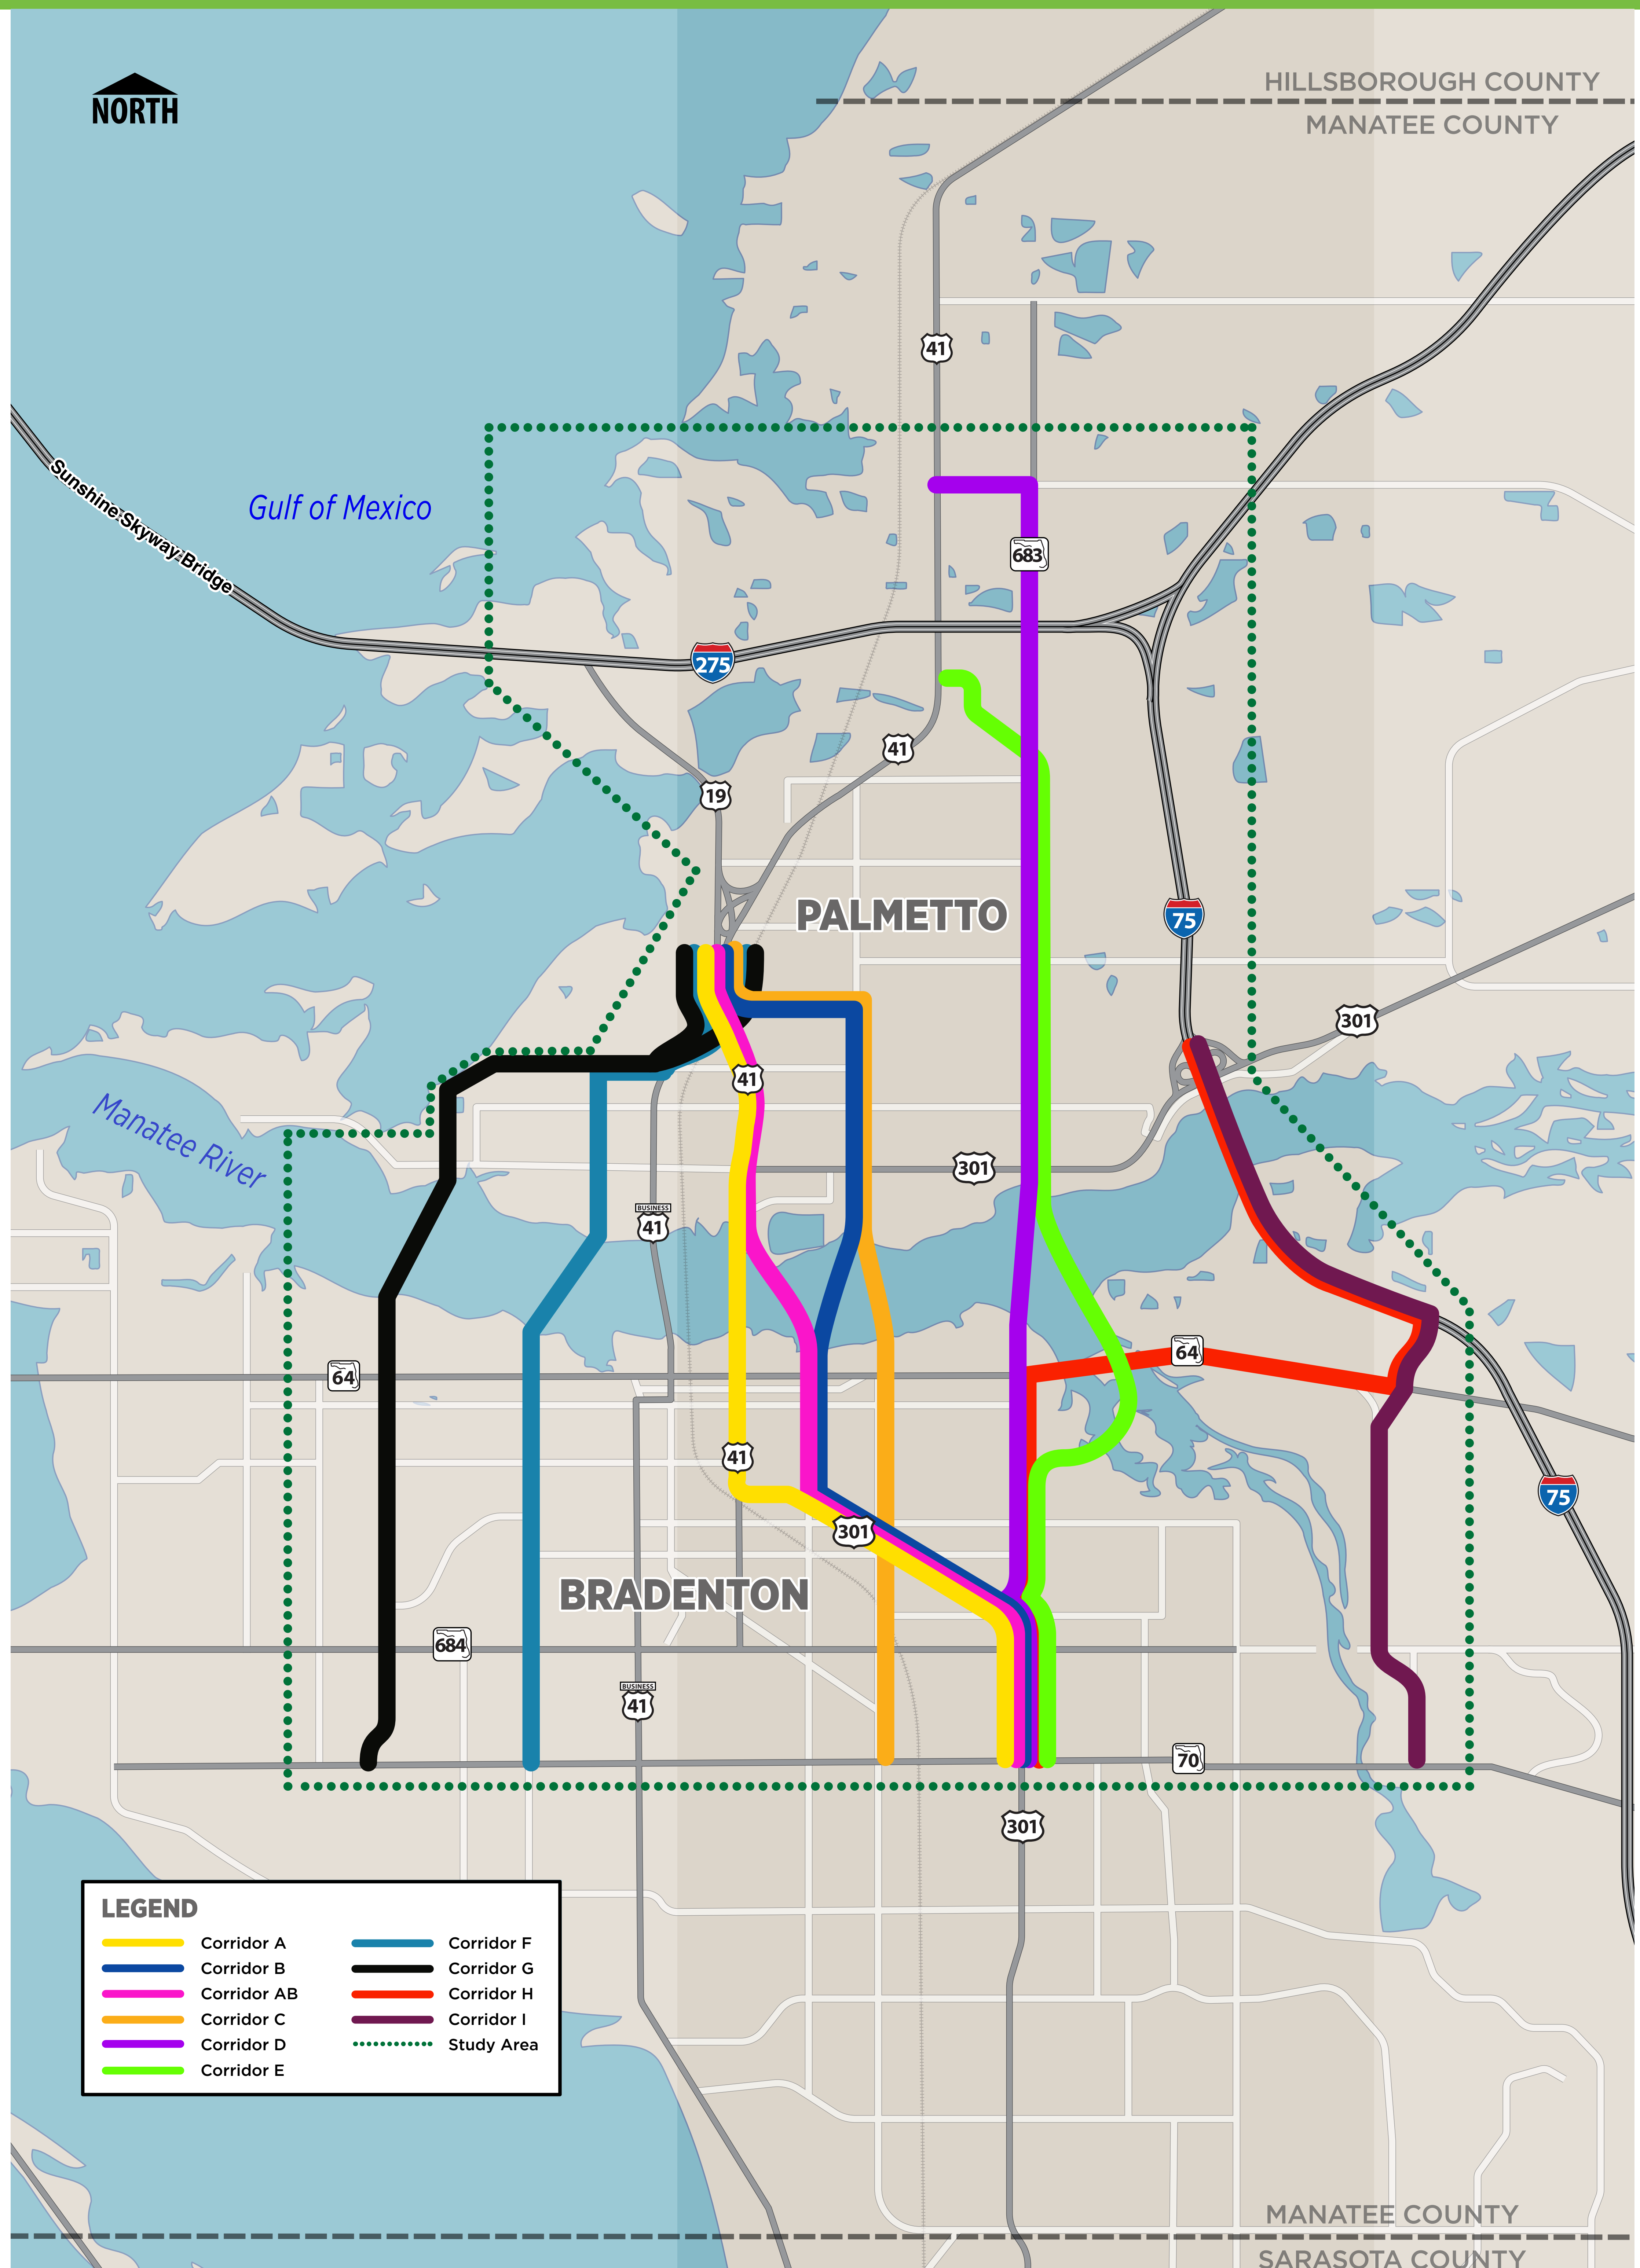 HILLSBOROUGH COUNTY
MANATEE COUNTY
NORTH
41
Sunshine Skyway Bridge
Gulf of Mexico
683
275
41
19
PALMETTO
75
301
41
Manatee River
301
BUSINESS
41
64
64
41
75
301
BRADENTON
684
BUSINESS
41
70
301
LEGEND
Corridor A
Corridor B
Corridor AB
Corridor C
Corridor D
Corridor E
Corridor F
Corridor G
Corridor H
Corridor I
Study Area
MANATEE COUNTY
SARASOTA COUNTY